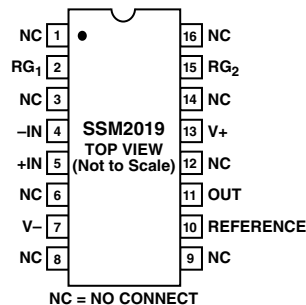 NC 1 16 NC
RG1 2 15 RG2
NC 3 14 NC
–IN 4 SSM2019 13 V+
TOP VIEW
+IN 5 (Not to Scale) 12 NC
NC 6 11 OUT
V– 7 10 REFERENCE
NC 8 9 NC
NC = NO CONNECT